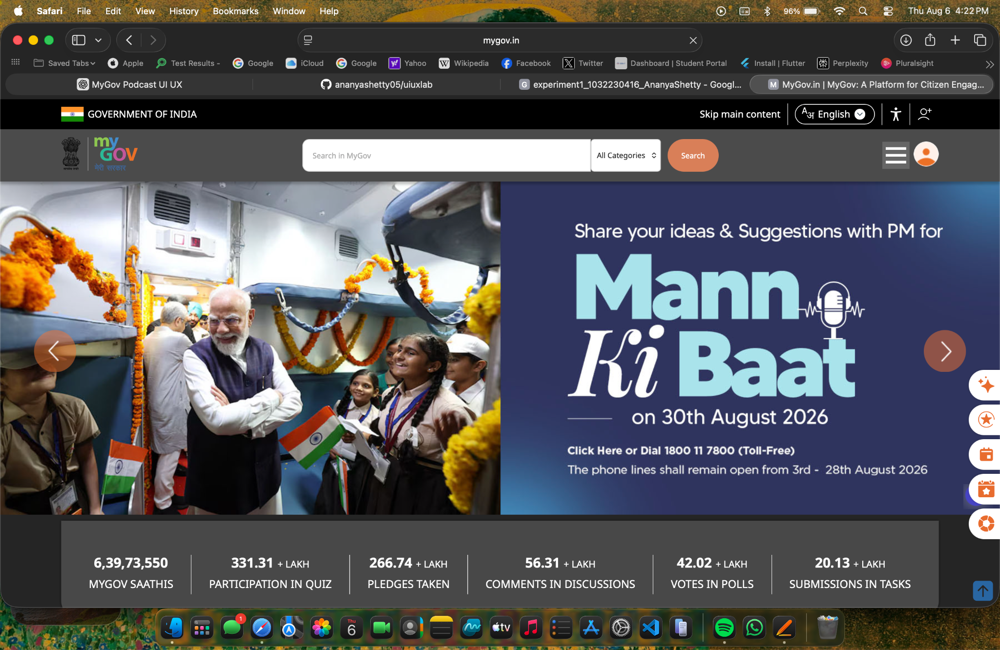 Safari File Edit View History Bookmarks Window Help 96% Thu Aug 6 4:22 PM
mygov.in
Saved Tabs Apple Test Results - Google iCloud Google Yahoo Wikipedia Facebook Twitter Dashboard | Student Portal Install | Flutter Perplexity Pluralsight
MyGov Podcast UI UX ananyashetty05/uiuxlab G experiment1_1032230416_AnanyaShetty - Googl... M MyGov.in | MyGov: A Platform for Citizen Engag...
GOVERNMENT OF INDIA Skip main content A अ English
my
GOV
मेरी सरकार
सत्यमेव जयते
Search in MyGov All Categories Search
Share your ideas & Suggestions with PM for
Mann
Ki Baat
on 30th August 2026
Click Here or Dial 1800 11 7800 (Toll-Free)
The phone lines shall remain open from 3rd - 28th August 2026
6,39,73,550 331.31 + LAKH 266.74 + LAKH 56.31 + LAKH 42.02 + LAKH 20.13 + LAKH
MYGOV SAATHIS PARTICIPATION IN QUIZ PLEDGES TAKEN COMMENTS IN DISCUSSIONS VOTES IN POLLS SUBMISSIONS IN TASKS
1
Thu
6
tv